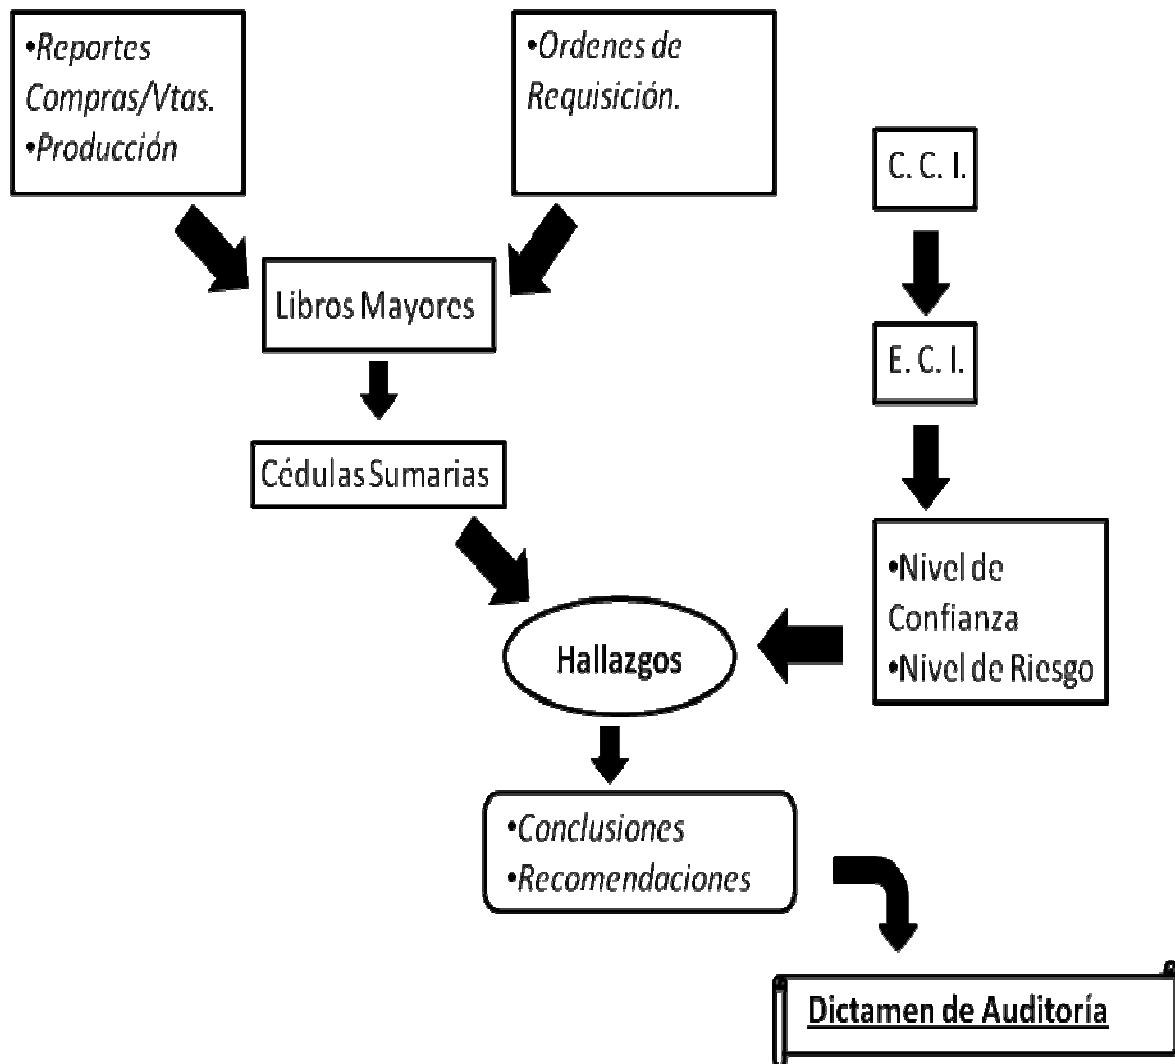 •Reportes
Compras/Vtas.
•Producción
•Ordenes de
Requisición.
C. C. I.
Libros Mayores
E. C. I.
Cédulas Sumarias
•Nivel de
Confianza
•Nivel de Riesgo
Hallazgos
•Conclusiones
•Recomendaciones
Dictamen de Auditoría